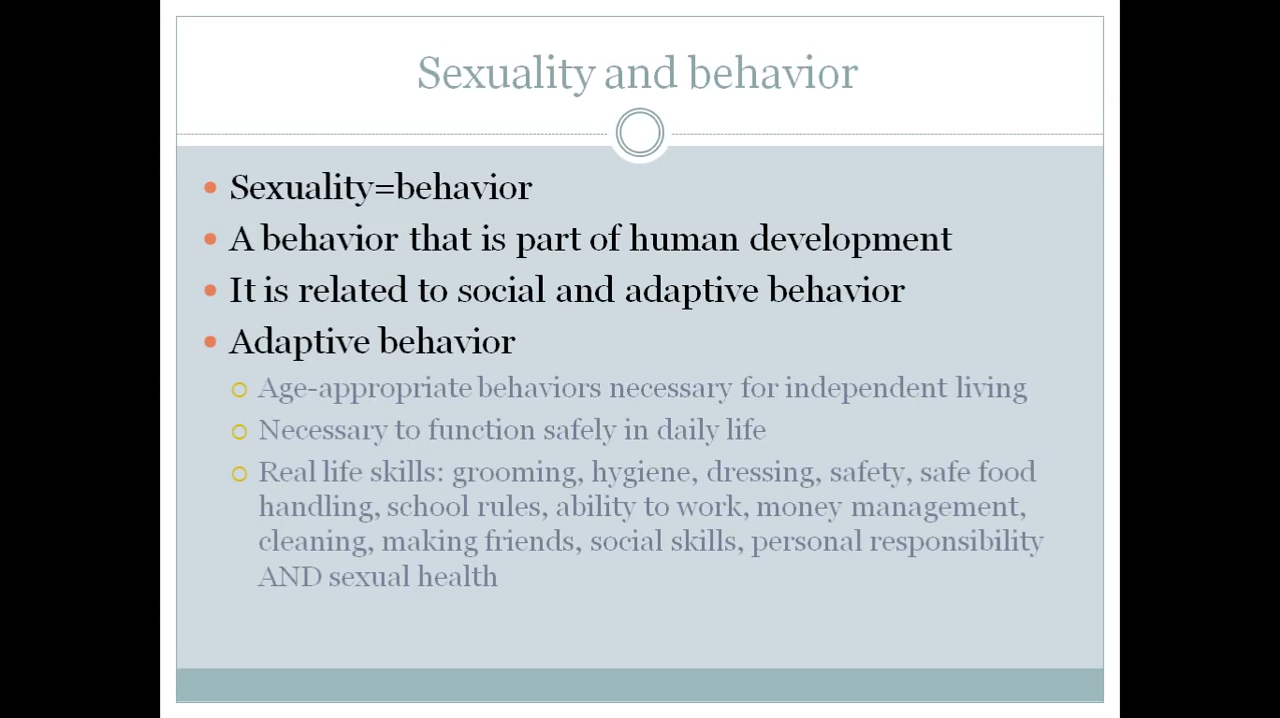 Sexuality and behavior
Sexuality=behavior
A behavior that is part of human development
It is related to social and adaptive behavior
Adaptive behavior
Age-appropriate behaviors necessary for independent living
Necessary to function safely in daily life
Real life skills: grooming, hygiene, dressing, safety, safe food
handling, school rules, ability to work, money management,
cleaning, making friends, social skills, personal responsibility
AND sexual health